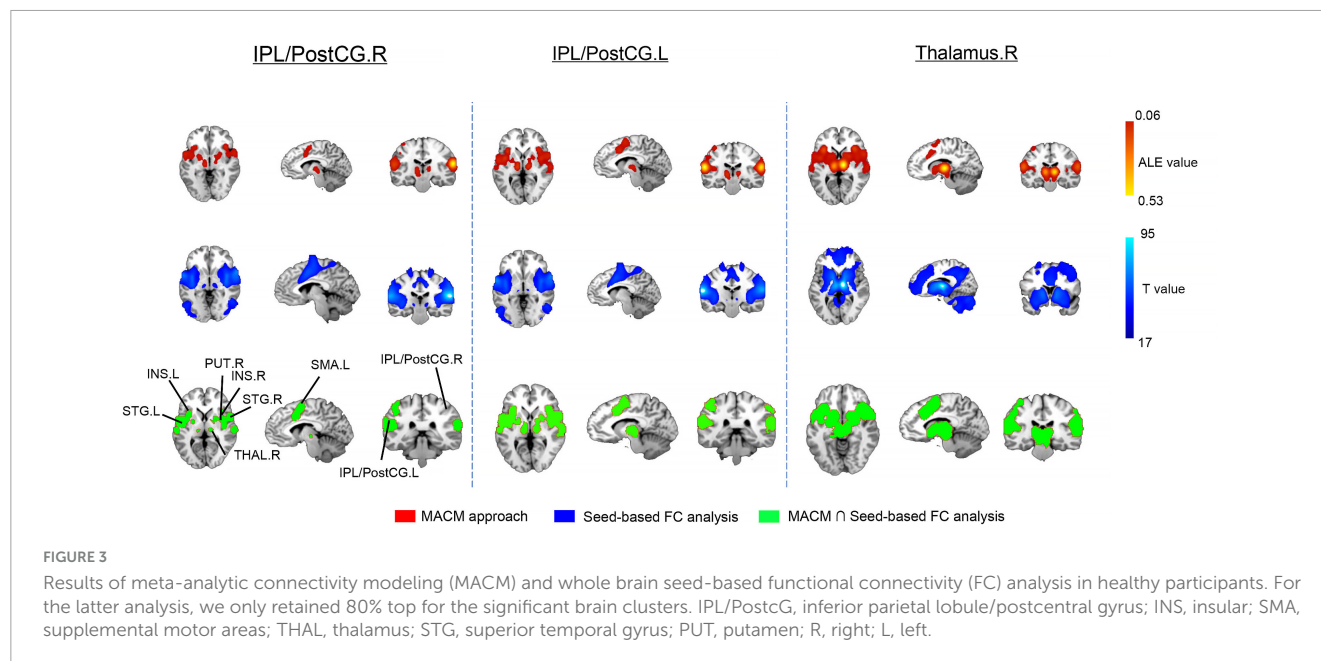 IPL/PostCG.R
IPL/PostCG.L
Thalamus.R
0.06
ALE value
0.53
95
T value
17
PUT.R
INS.L
INS.R
SMA.L
IPL/PostCG.R
STG.L
STG.R
THAL.R
IPL/PostCG.L
MACM approach
Seed-based FC analysis
MACM ∩ Seed-based FC analysis
FIGURE 3
Results of meta-analytic connectivity modeling (MACM) and whole brain seed-based functional connectivity (FC) analysis in healthy participants. For
the latter analysis, we only retained 80% top for the significant brain clusters. IPL/PostcG, inferior parietal lobule/postcentral gyrus; INS, insular; SMA,
supplemental motor areas; THAL, thalamus; STG, superior temporal gyrus; PUT, putamen; R, right; L, left.